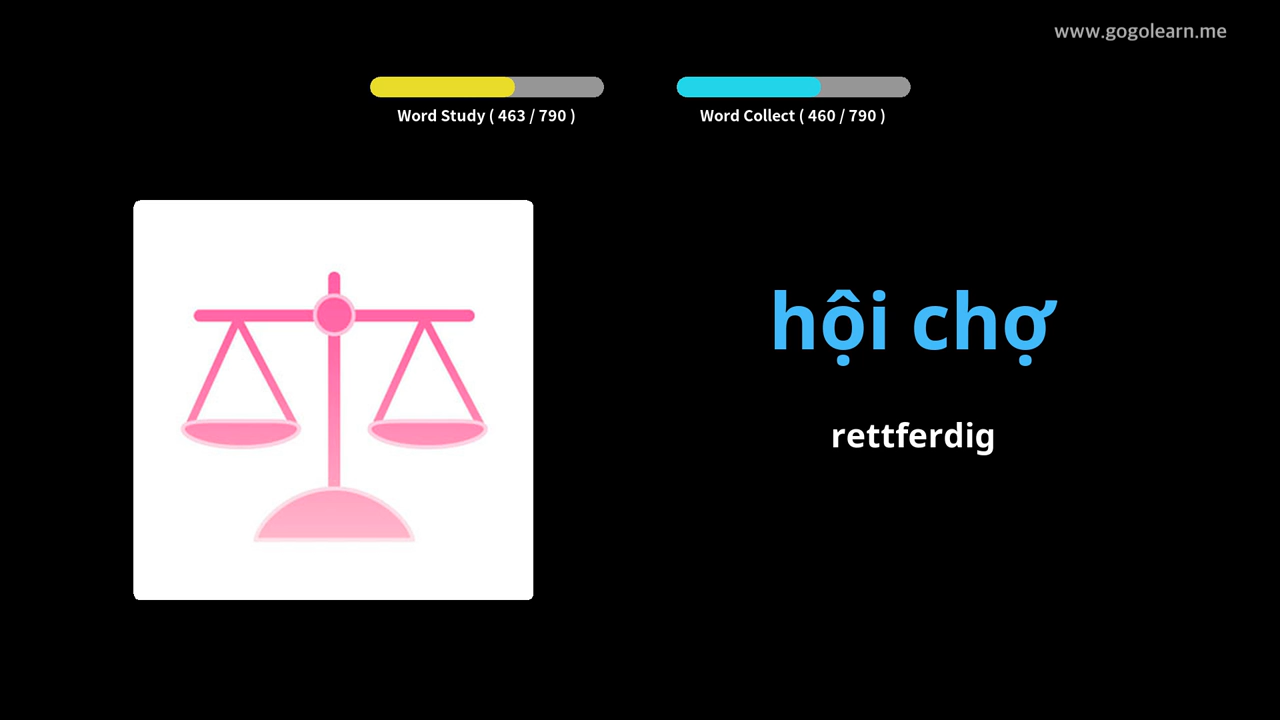 www.gogolearn.me
Word Study ( 463 / 790 )
Word Collect ( 460 / 790 )
hội chợ
rettferdig